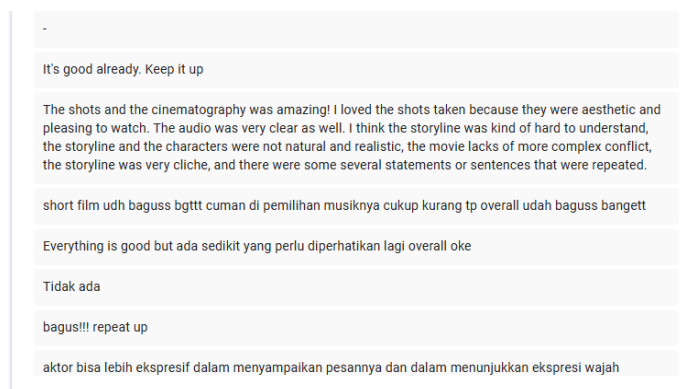 -
It's good already. Keep it up
The shots and the cinematography was amazing! I loved the shots taken because they were aesthetic and
pleasing to watch. The audio was very clear as well. I think the storyline was kind of hard to understand,
the storyline and the characters were not natural and realistic, the movie lacks of more complex conflict,
the storyline was very cliche, and there were some several statements or sentences that were repeated.
short film udh baguss bgttt cuman di pemilihan musiknya cukup kurang tp overall udah baguss bangett
Everything is good but ada sedikit yang perlu diperhatikan lagi overall oke
Tidak ada
bagus!!! repeat up
aktor bisa lebih ekspresif dalam menyampaikan pesannya dan dalam menunjukkan ekspresi wajah